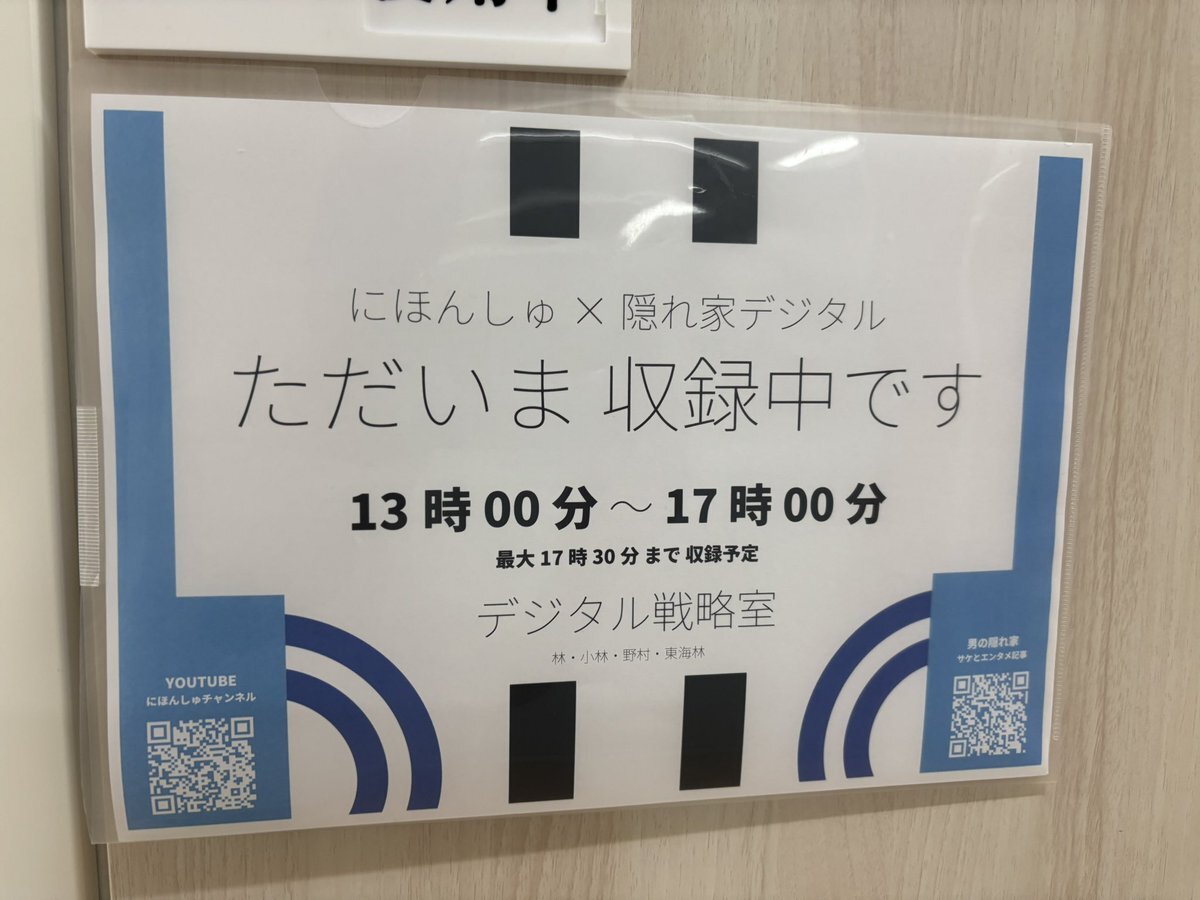 にほんしゅ × 隠れ家デジタル
ただいま 収録中です
13 時 00 分 ～ 17 時 00 分
最大 17 時 30 分 まで 収録予定
デジタル戦略室
林・小林・野村・東海林
YOUTUBE
にほんしゅチャンネル
男の隠れ家
サケとエンタメ記事